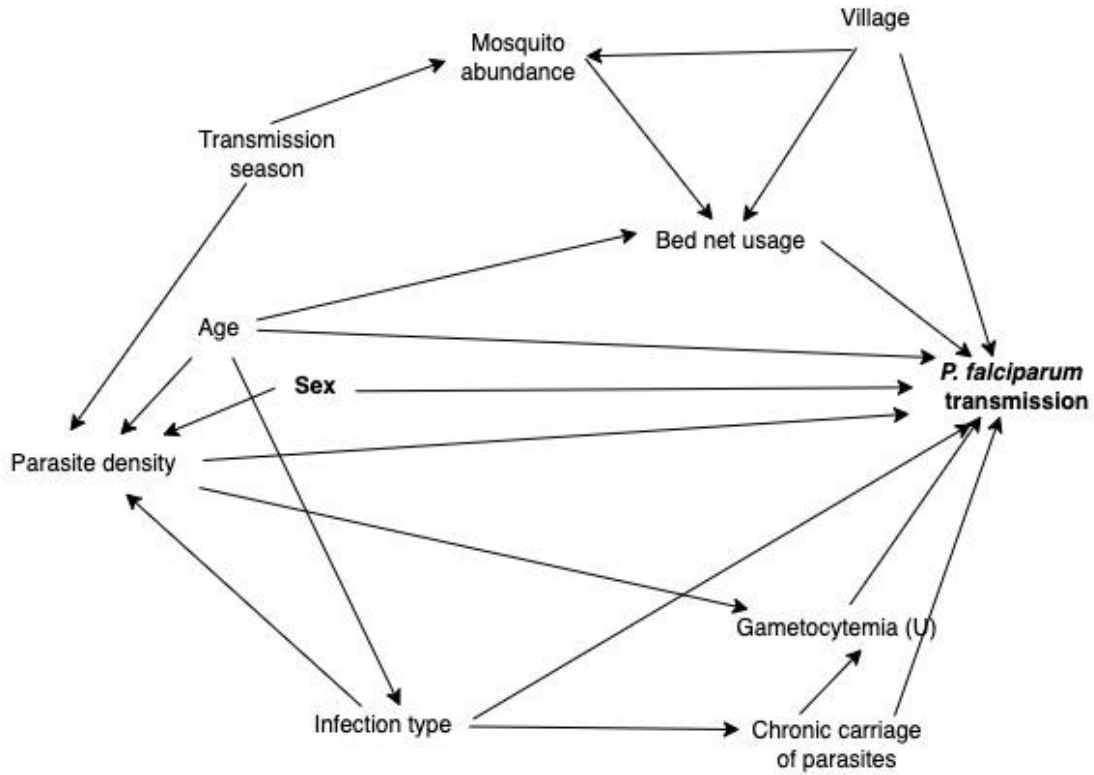 Village
Mosquito
abundance
Transmission
season
Bed net usage
Age
Sex
P. falciparum
transmission
Parasite density
Gametocytemia (U)
Infection type
Chronic carriage
of parasites